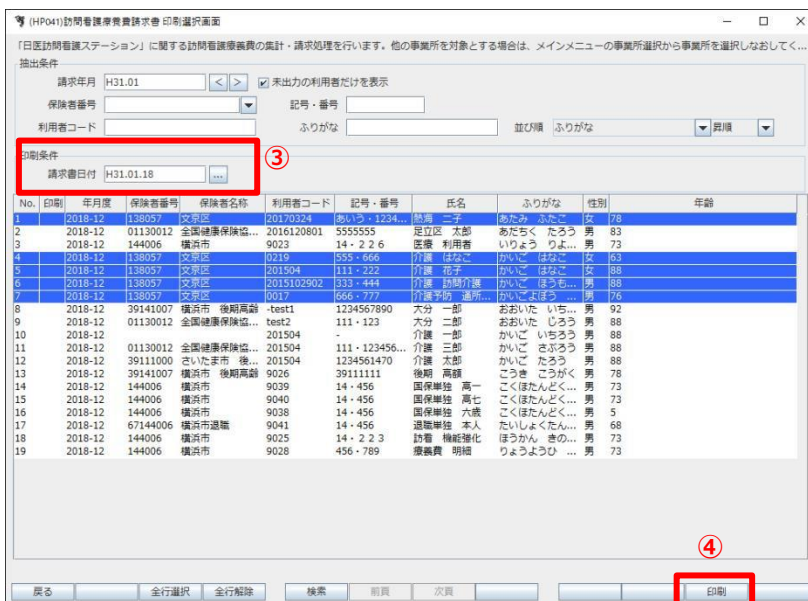 (HP041)訪問看護療養費請求書 印刷選択画面
「日医訪問看護ステーション」に関する訪問看護療養費の集計・請求処理を行います。他の事業所を対象とする場合は、メインメニューの事業所選択から事業所を選択しなおしてく...
抽出条件
請求年月 H31.01 < > 未出力の利用者だけを表示
保険者番号 記号・番号
利用者コード ふりがな 並び順 ふりがな 昇順
印刷条件 ③
請求書日付 H31.01.18 ...
No. 印刷 年月度 保険者番号 保険者名称 利用者コード 記号・番号 氏名 ふりがな 性別 年齢
1 2018-12 138057 文京区 20170324 あいう・1234... 熱海 二子 あたみ ふたこ 女 78
2 2018-12 01130012 全国健康保険協... 2016120801 5555555 足立区 太郎 あだちく たろう 男 83
3 2018-12 144006 横浜市 9023 14・226 医療 利用者 いりょう りよ... 男 73
4 2018-12 138057 文京区 0219 555・666 介護 はなこ かいご はなこ 女 63
5 2018-12 138057 文京区 201504 111・222 介護 花子 かいご はなこ 女 88
6 2018-12 138057 文京区 2015102902 333・444 介護 訪問介護 かいご ほうも... 男 88
7 2018-12 138057 文京区 0017 666・777 介護予防 通所... かいごよぼう ... 男 76
8 2018-12 39141007 横浜市 後期高齢 -test1 1234567890 大分 一郎 おおいた いち... 男 92
9 2018-12 01130012 全国健康保険協... test2 111・123 大分 二郎 おおいた じろう 男 88
10 2018-12 201504 - 介護 一郎 かいご いちろう 男 88
11 2018-12 01130012 全国健康保険協... 201504 111・123456... 介護 三郎 かいご さぶろう 男 88
12 2018-12 39111000 さいたま市 後... 201504 1234561470 介護 太郎 かいご たろう 男 88
13 2018-12 39141007 横浜市 後期高齢 9026 39111111 後期 高額 こうき こうがく 男 78
14 2018-12 144006 横浜市 9039 14・456 国保単独 高一 こくほたんどく... 男 73
15 2018-12 144006 横浜市 9040 14・456 国保単独 高七 こくほたんどく... 男 73
16 2018-12 144006 横浜市 9038 14・456 国保単独 六歳 こくほたんどく... 男 5
17 2018-12 67144006 横浜市退職 9041 14・456 退職単独 本人 たいしょくたん... 男 68
18 2018-12 144006 横浜市 9025 14・223 訪看 機能強化 ほうかん きの... 男 73
19 2018-12 144006 横浜市 9028 456・789 療養費 明細 りょうようひ ... 男 73
④
戻る 全行選択 全行解除 検索 前頁 次頁 印刷